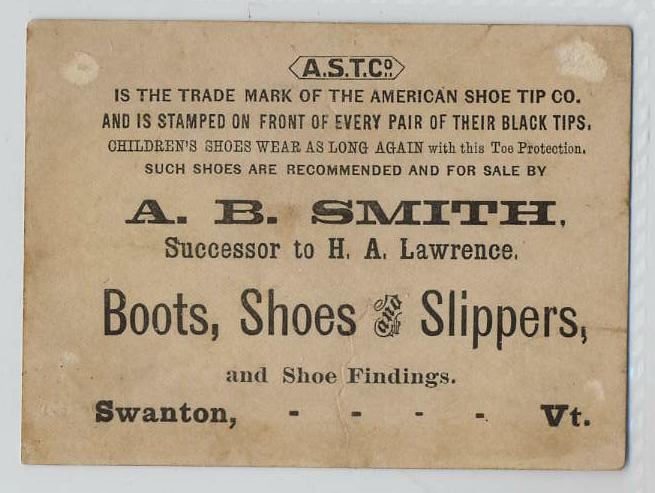 A.S.T.Co.
IS THE TRADE MARK OF THE AMERICAN SHOE TIP CO.
AND IS STAMPED ON FRONT OF EVERY PAIR OF THEIR BLACK TIPS.
CHILDREN'S SHOES WEAR AS LONG AGAIN with this Toe Protection.
SUCH SHOES ARE RECOMMENDED AND FOR SALE BY
A. B. SMITH,
Successor to H. A. Lawrence.
Boots, Shoes and Slippers,
and Shoe Findings.
Swanton, - - - - Vt.